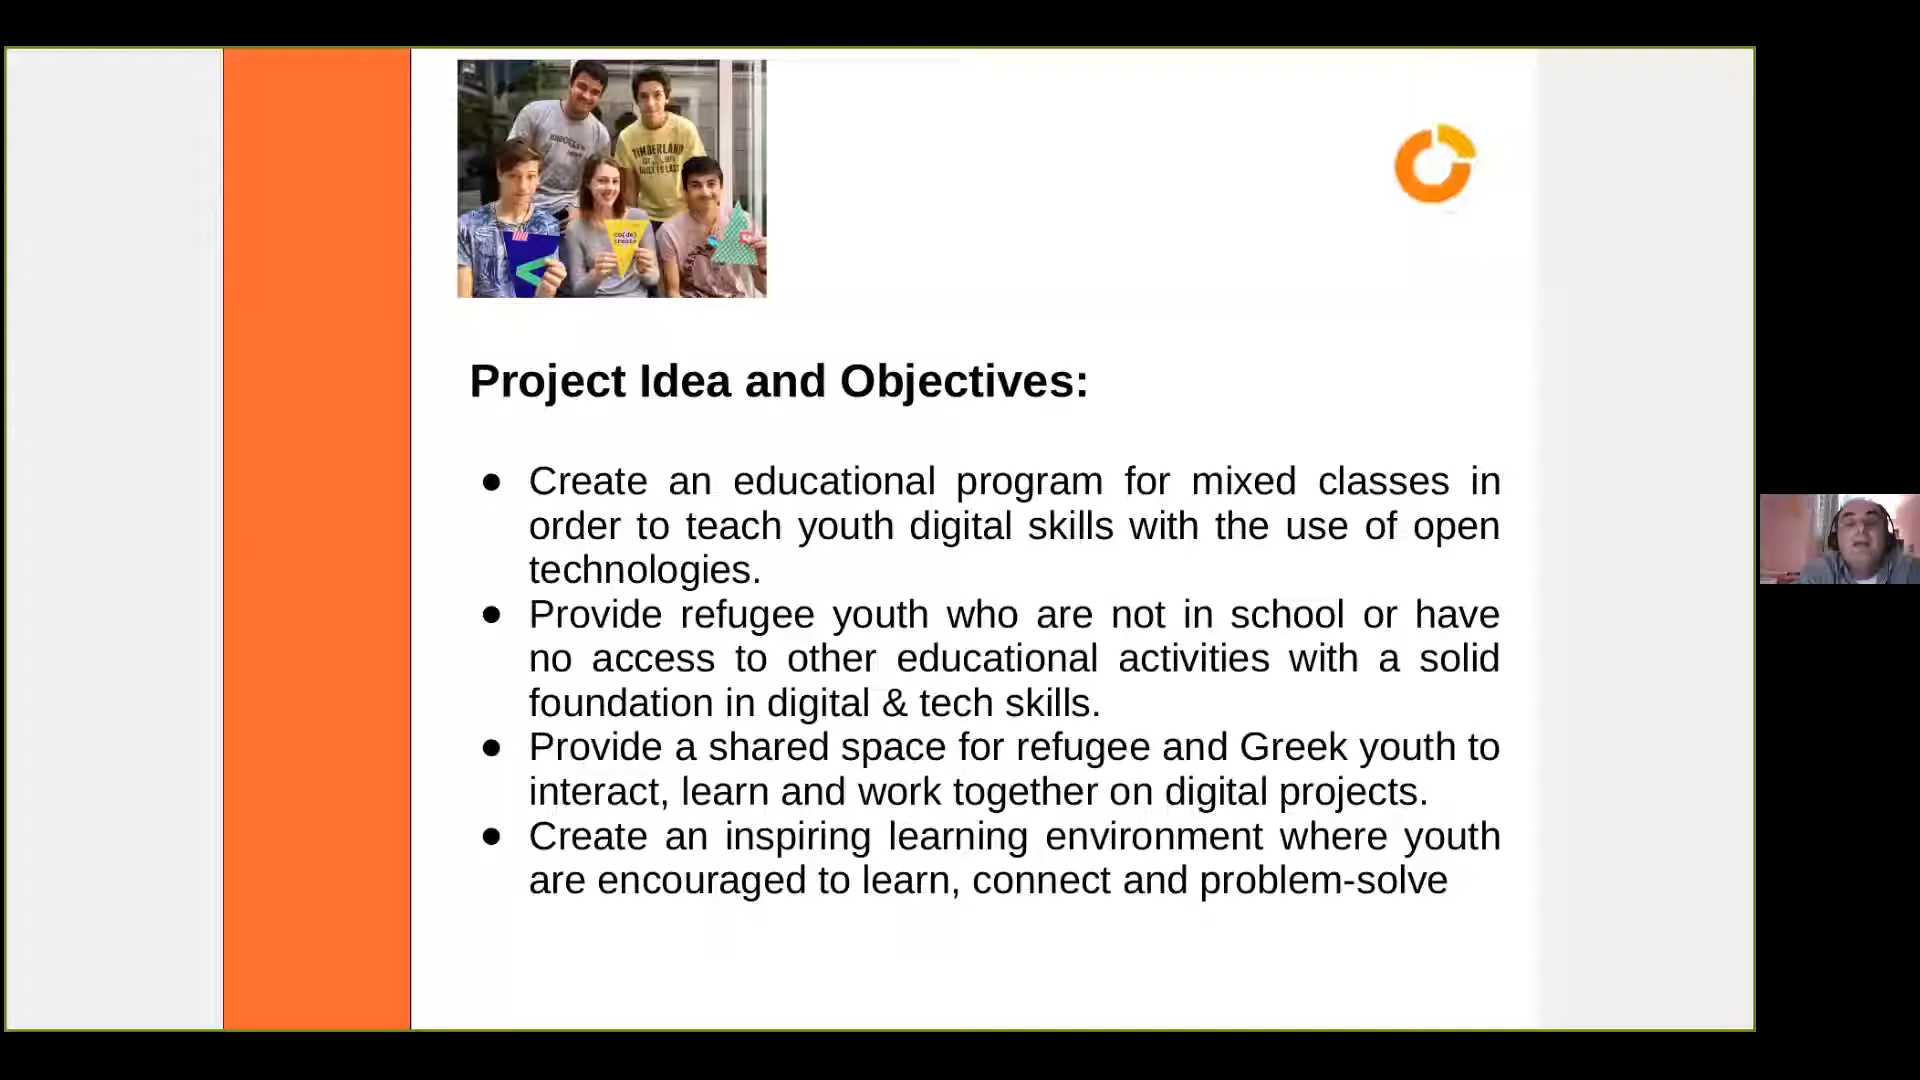 TIMBERLAND
co(de)
create
Project Idea and Objectives:
● Create an educational program for mixed classes in
order to teach youth digital skills with the use of open
technologies.
● Provide refugee youth who are not in school or have
no access to other educational activities with a solid
foundation in digital & tech skills.
● Provide a shared space for refugee and Greek youth to
interact, learn and work together on digital projects.
● Create an inspiring learning environment where youth
are encouraged to learn, connect and problem-solve